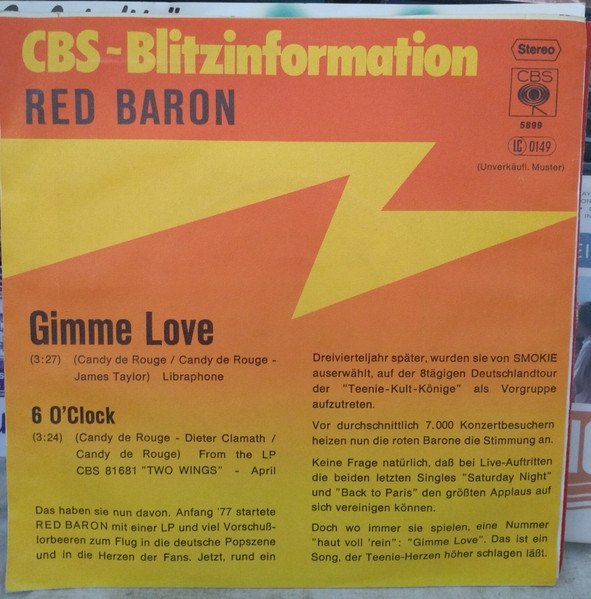 CBS~Blitzinformation
RED BARON
Stereo
CBS
5899
LC 0149
(Unverkäufl. Muster)
Gimme Love
(3:27) (Candy de Rouge / Candy de Rouge -
James Taylor) Libraphone
6 O'Clock
(3:24) (Candy de Rouge - Dieter Clamath /
Candy de Rouge) From the LP
CBS 81681 "TWO WINGS" - April
Das haben sie nun davon. Anfang '77 startete
RED BARON mit einer LP und viel Vorschuß-
lorbeeren zum Flug in die deutsche Popszene
und in die Herzen der Fans. Jetzt, rund ein
Dreivierteljahr später, wurden sie von SMOKIE
auserwählt, auf der 8tägigen Deutschlandtour
der "Teenie-Kult-Könige" als Vorgruppe
aufzutreten.
Vor durchschnittlich 7.000 Konzertbesuchern
heizen nun die roten Barone die Stimmung an.
Keine Frage natürlich, daß bei Live-Auftritten
die beiden letzten Singles "Saturday Night"
und "Back to Paris" den größten Applaus auf
sich vereinigen können.
Doch wo immer sie spielen, eine Nummer
"haut voll 'rein": "Gimme Love". Das ist ein
Song, der Teenie-Herzen höher schlagen läßt.